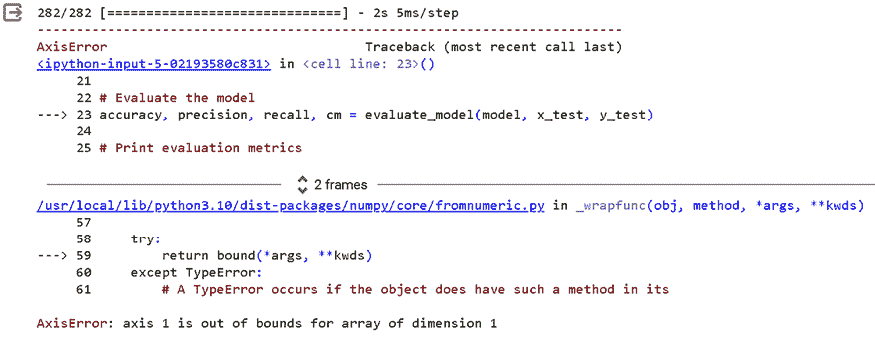 282/282 [==============================] - 2s 5ms/step
---------------------------------------------------------------------------
AxisError                                 Traceback (most recent call last)
<ipython-input-5-02193580c831> in <cell line: 23>()
     21
     22 # Evaluate the model
---> 23 accuracy, precision, recall, cm = evaluate_model(model, x_test, y_test)
     24
     25 # Print evaluation metrics
2 frames
/usr/local/lib/python3.10/dist-packages/numpy/core/fromnumeric.py in _wrapfunc(obj, method, *args, **kwds)
     57
     58     try:
---> 59         return bound(*args, **kwds)
     60     except TypeError:
     61         # A TypeError occurs if the object does have such a method in its
AxisError: axis 1 is out of bounds for array of dimension 1